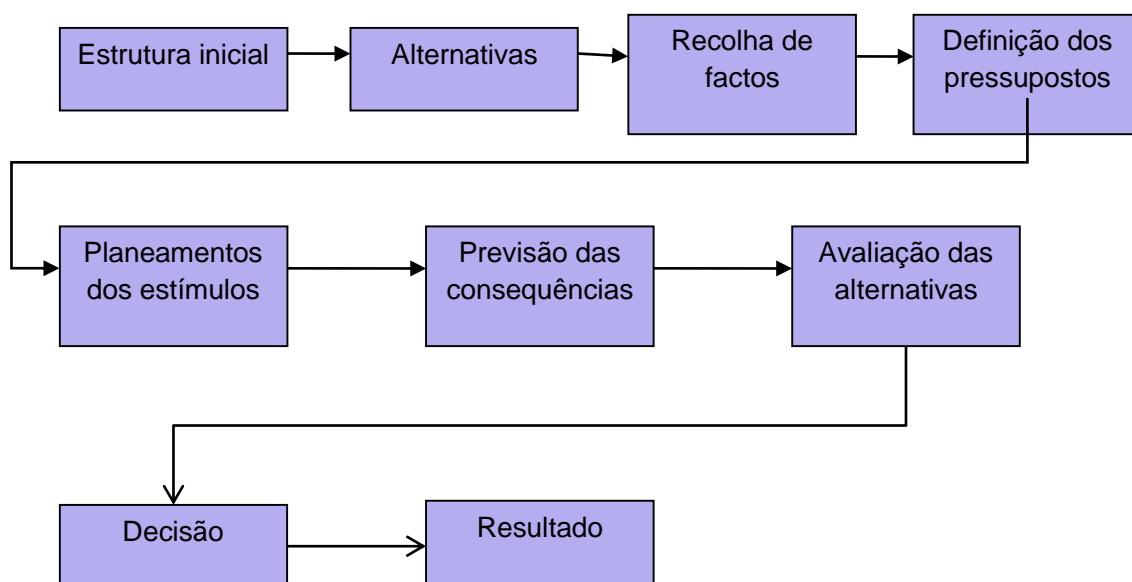 Estrutura inicial
Alternativas
Recolha de
factos
Definição dos
pressupostos
Planeamentos
dos estímulos
Previsão das
consequências
Avaliação das
alternativas
Decisão
Resultado